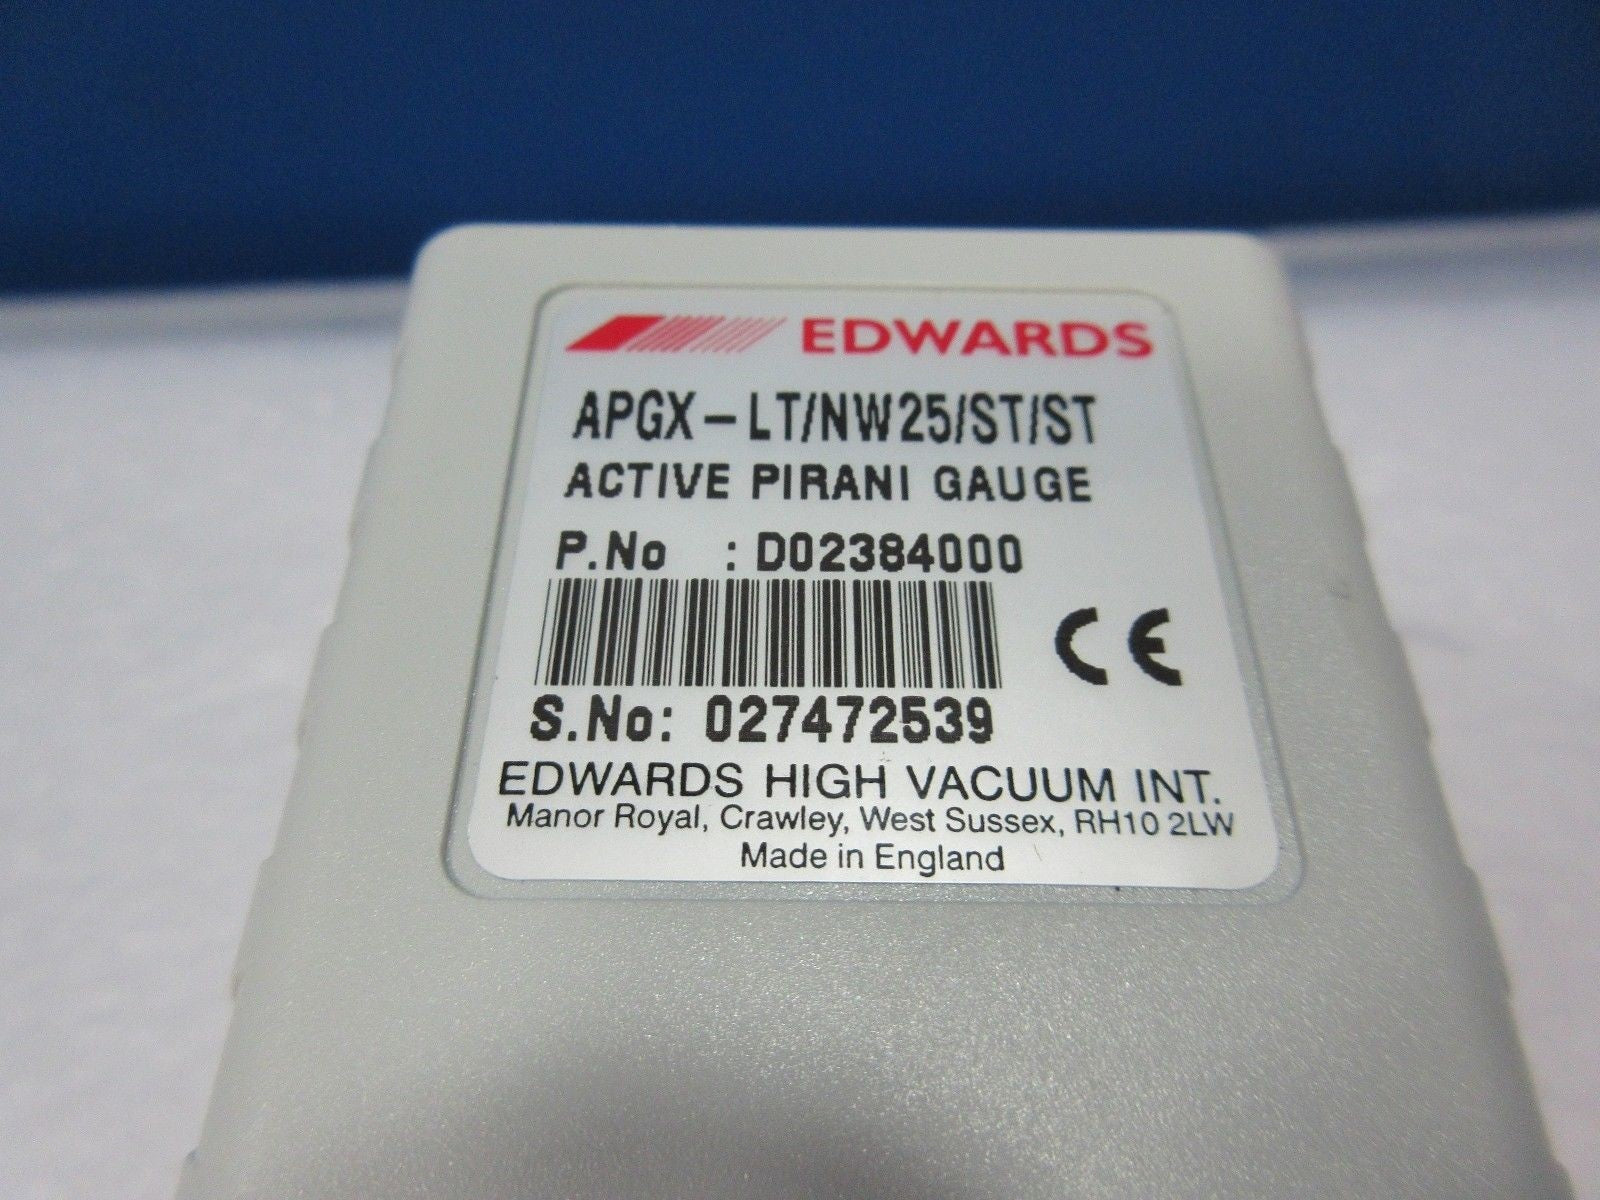 EDWARDS
APGX-LT/NW25/ST/ST
ACTIVE PIRANI GAUGE
P.No : D02384000
CE
S.No: 027472539
EDWARDS HIGH VACUUM INT.
Manor Royal, Crawley, West Sussex, RH10 2LW
Made in England